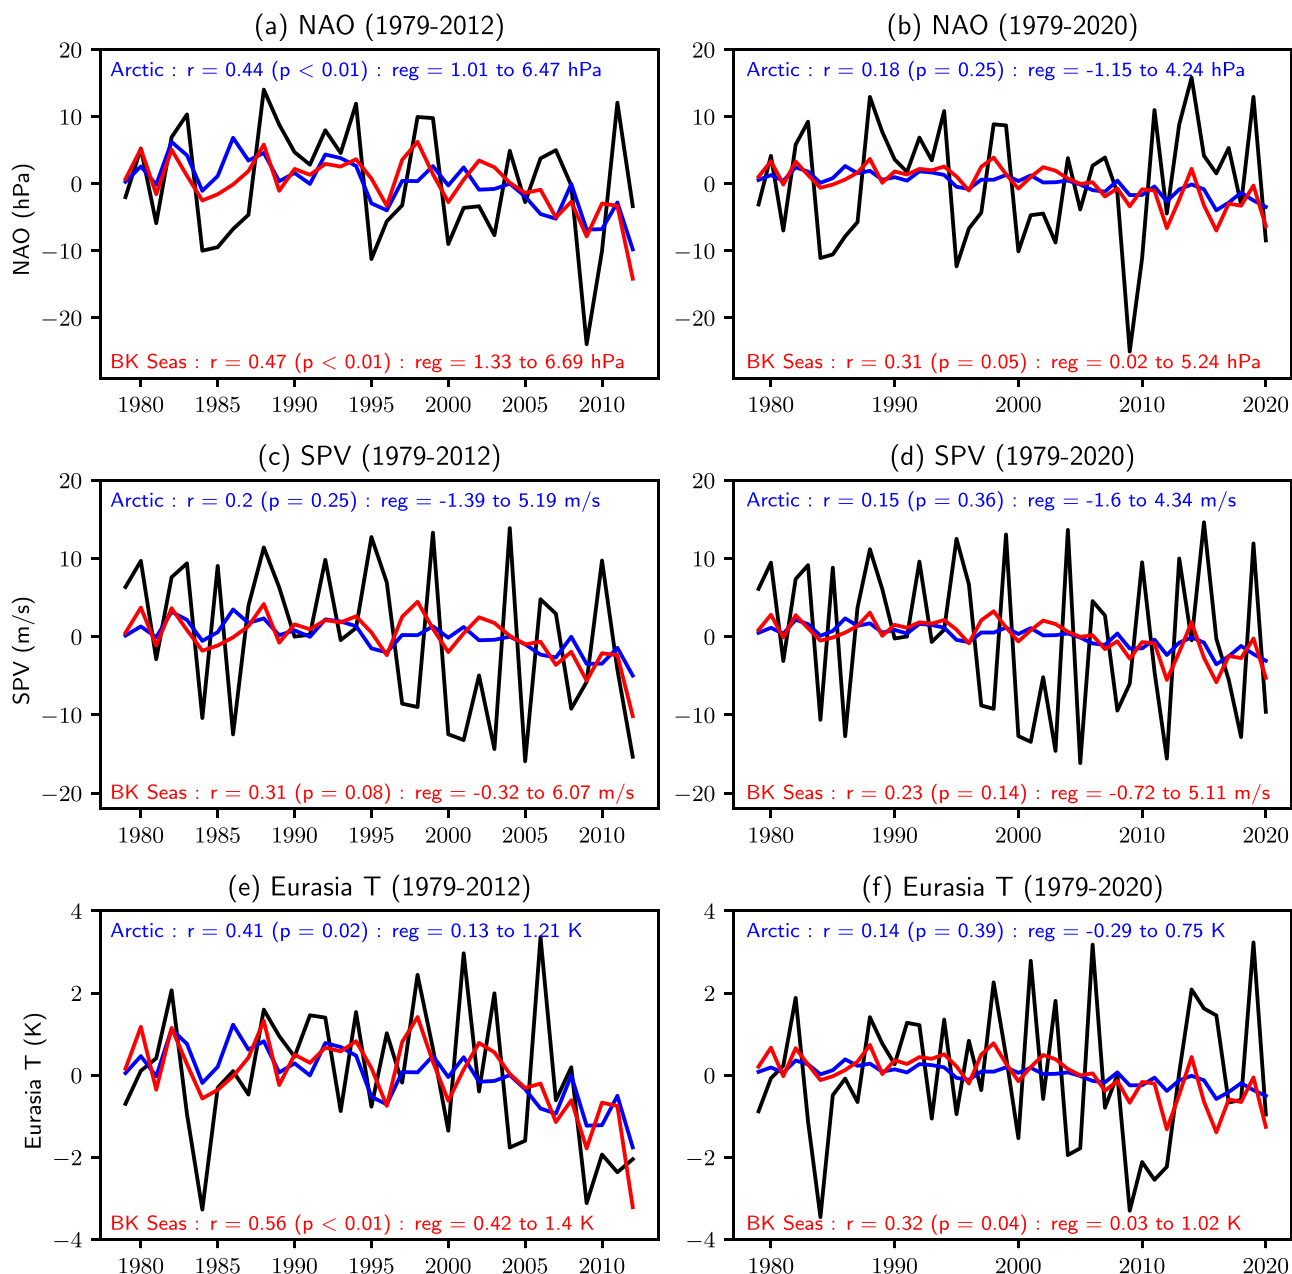 (a) NAO (1979-2012)
(b) NAO (1979-2020)
Arctic : r = 0.44 (p < 0.01) : reg = 1.01 to 6.47 hPa
Arctic : r = 0.18 (p = 0.25) : reg = -1.15 to 4.24 hPa
NAO (hPa)
20
10
0
−10
−20
20
10
0
−10
−20
BK Seas : r = 0.47 (p < 0.01) : reg = 1.33 to 6.69 hPa
BK Seas : r = 0.31 (p = 0.05) : reg = 0.02 to 5.24 hPa
1980 1985 1990 1995 2000 2005 2010
1980 1990 2000 2010 2020
(c) SPV (1979-2012)
(d) SPV (1979-2020)
Arctic : r = 0.2 (p = 0.25) : reg = -1.39 to 5.19 m/s
Arctic : r = 0.15 (p = 0.36) : reg = -1.6 to 4.34 m/s
SPV (m/s)
20
10
0
−10
−20
20
10
0
−10
−20
BK Seas : r = 0.31 (p = 0.08) : reg = -0.32 to 6.07 m/s
BK Seas : r = 0.23 (p = 0.14) : reg = -0.72 to 5.11 m/s
1980 1985 1990 1995 2000 2005 2010
1980 1990 2000 2010 2020
(e) Eurasia T (1979-2012)
(f) Eurasia T (1979-2020)
Arctic : r = 0.41 (p = 0.02) : reg = 0.13 to 1.21 K
Arctic : r = 0.14 (p = 0.39) : reg = -0.29 to 0.75 K
Eurasia T (K)
4
2
0
−2
−4
4
2
0
−2
−4
BK Seas : r = 0.56 (p < 0.01) : reg = 0.42 to 1.4 K
BK Seas : r = 0.32 (p = 0.04) : reg = 0.03 to 1.02 K
1980 1985 1990 1995 2000 2005 2010
1980 1990 2000 2010 2020